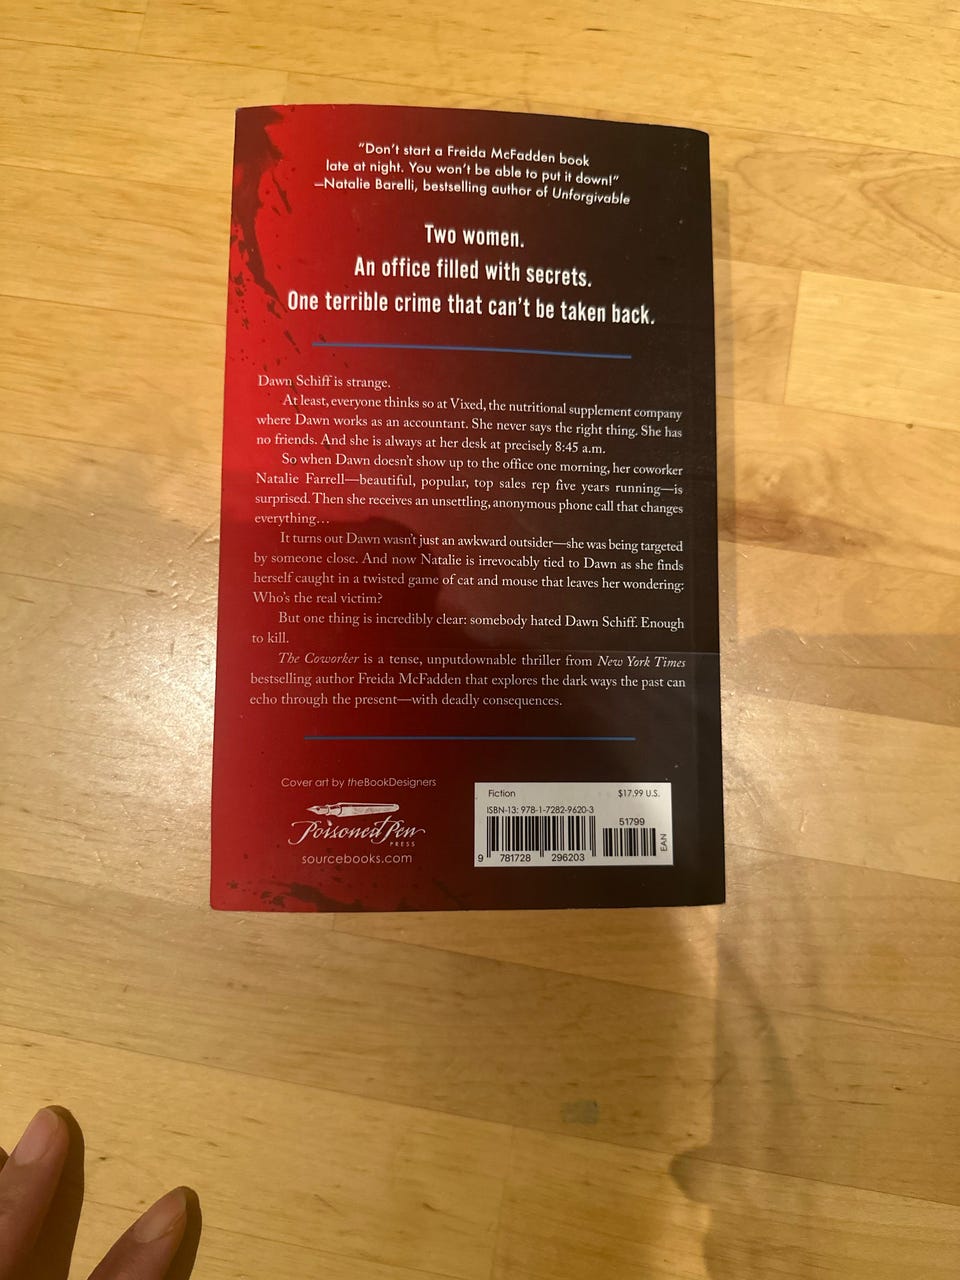 “Don’t start a Freida McFadden book
late at night. You won’t be able to put it down!”
—Natalie Barelli, bestselling author of Unforgivable
Two women.
An office filled with secrets.
One terrible crime that can’t be taken back.
Dawn Schiff is strange.
At least, everyone thinks so at Vixed, the nutritional supplement company
where Dawn works as an accountant. She never says the right thing. She has
no friends. And she is always at her desk at precisely 8:45 a.m.
So when Dawn doesn’t show up to the office one morning, her coworker
Natalie Farrell—beautiful, popular, top sales rep five years running—is
surprised. Then she receives an unsettling, anonymous phone call that changes
everything…
It turns out Dawn wasn’t just an awkward outsider—she was being targeted
by someone close. And now Natalie is irrevocably tied to Dawn as she finds
herself caught in a twisted game of cat and mouse that leaves her wondering:
Who’s the real victim?
But one thing is incredibly clear: somebody hated Dawn Schiff. Enough
to kill.
The Coworker is a tense, unputdownable thriller from New York Times
bestselling author Freida McFadden that explores the dark ways the past can
echo through the present—with deadly consequences.
Cover art by theBookDesigners
Poisoned Pen
PRESS
sourcebooks.com
Fiction $17.99 U.S.
ISBN-13: 978-1-7282-9620-3
51799
EAN
9 781728 296203